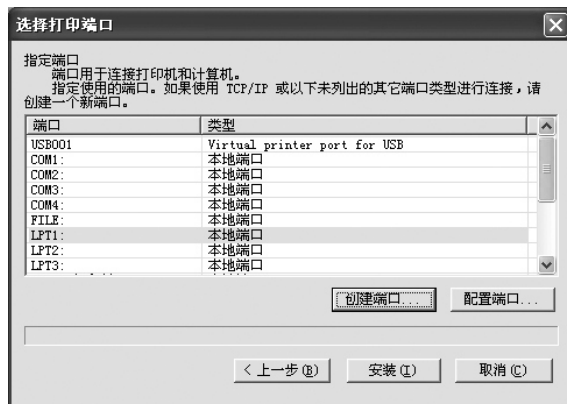 选择打印端口
指定端口
端口用于连接打印机和计算机。
指定使用的端口。如果使用 TCP/IP 或以下未列出的其它端口类型进行连接，请
创建一个新端口。
端口 类型
USB001 Virtual printer port for USB
COM1: 本地端口
COM2: 本地端口
COM3: 本地端口
COM4: 本地端口
FILE: 本地端口
LPT1: 本地端口
LPT2: 本地端口
LPT3: 本地端口
创建端口... 配置端口...
< 上一步(B) 安装(I) 取消(C)